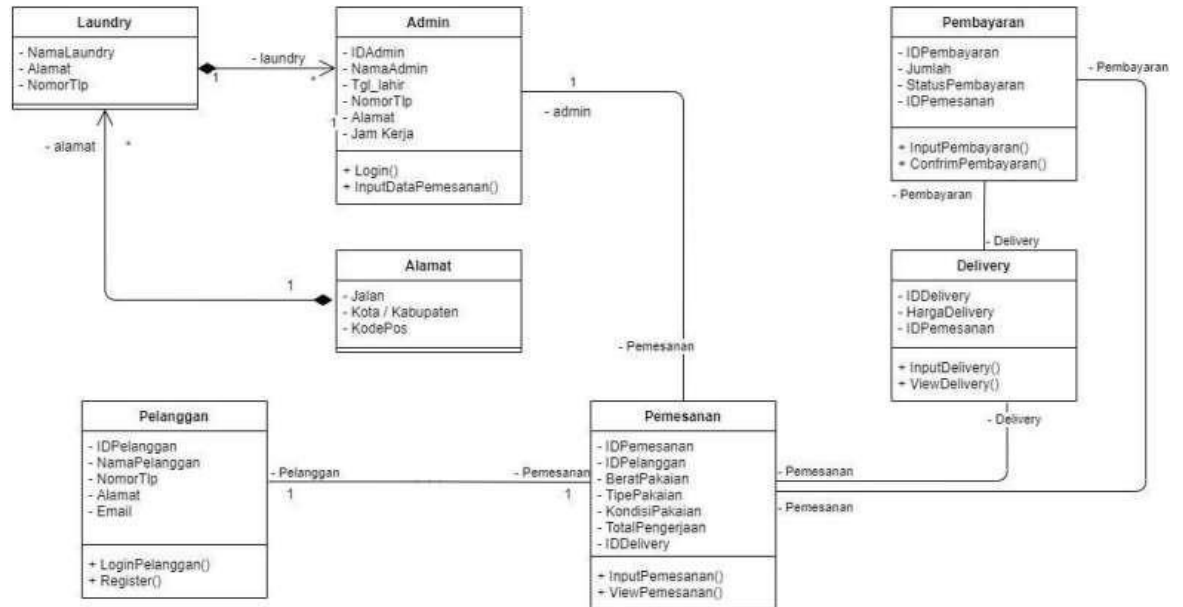 Laundry
- NamaLaundry
- Alamat
- NomorTlp
1
- laundry
*
Admin
- IDAdmin
- NamaAdmin
- Tgl_lahir
- NomorTlp
- Alamat
- Jam Kerja
1
+ Login()
+ InputDataPemesanan()
1
- admin
- alamat
*
1
Alamat
- Jalan
- Kota / Kabupaten
- KodePos
Pembayaran
- IDPembayaran
- Jumlah
- StatusPembayaran
- IDPemesanan
+ InputPembayaran()
+ ConfrimPembayaran()
- Pembayaran
- Pembayaran
- Delivery
Delivery
- IDDelivery
- HargaDelivery
- IDPemesanan
+ InputDelivery()
+ ViewDelivery()
- Delivery
- Pemesanan
Pelanggan
- IDPelanggan
- NamaPelanggan
- NomorTlp
- Alamat
- Email
+ LoginPelanggan()
+ Register()
- Pelanggan
1
- Pemesanan
1
Pemesanan
- IDPemesanan
- IDPelanggan
- BeratPakaian
- TipePakaian
- KondisiPakaian
- TotalPengerjaan
- IDDelivery
+ InputPemesanan()
+ ViewPemesanan()
- Pemesanan
- Pemesanan